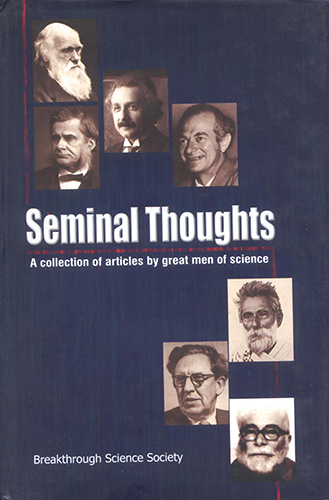 Seminal Thoughts
A collection of articles by great men of science
Breakthrough Science Society